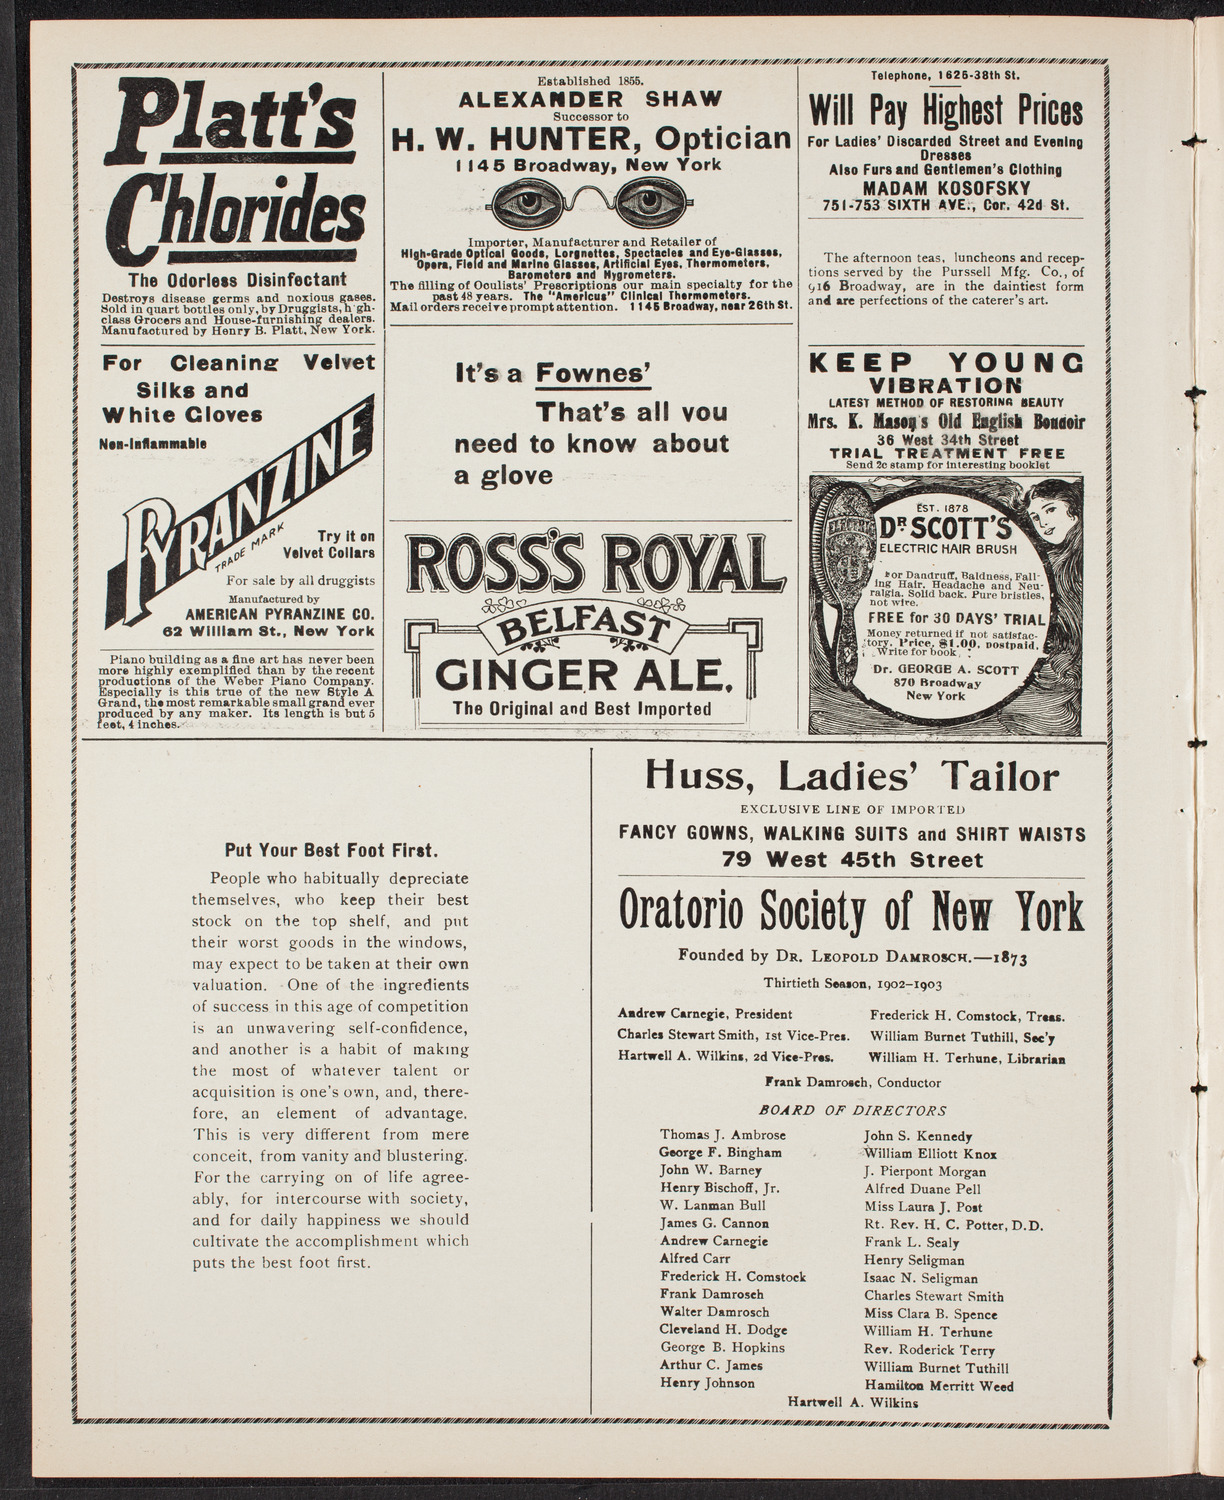 Platt's
Chlorides
The Odorless Disinfectant
Destroys disease germs and noxious gases.
Sold in quart bottles only, by Druggists, h gh-
class Grocers and House-furnishing dealers.
Manufactured by Henry B. Platt, New York.
For Cleaning Velvet
Silks and
White Gloves
Non-Inflammable
PYRANZINE
TRADE MARK
Try it on
Velvet Collars
For sale by all druggists
Manufactured by
AMERICAN PYRANZINE CO.
62 William St., New York
Piano building as a fine art has never been
more highly exemplified than by the recent
productions of the Weber Piano Company.
Especially is this true of the new Style A
Grand, the most remarkable small grand ever
produced by any maker. Its length is but 5
feet, 4 inches.
Established 1855.
ALEXANDER SHAW
Successor to
H. W. HUNTER, Optician
1145 Broadway, New York
Importer, Manufacturer and Retailer of
High-Grade Optical Goods, Lorgnettes, Spectacles and Eye-Glasses,
Opera, Field and Marine Glasses, Artificial Eyes, Thermometers,
Barometers and Hygrometers.
The filling of Oculists' Prescriptions our main specialty for the
past 48 years. The "Americus" Clinical Thermometers.
Mail orders receive prompt attention. 1145 Broadway, near 26th St.
It's a Fownes'
That's all you
need to know about
a glove
ROSS'S ROYAL
BELFAST
GINGER ALE.
The Original and Best Imported
Telephone, 1625-38th St.
Will Pay Highest Prices
For Ladies' Discarded Street and Evening
Dresses
Also Furs and Gentlemen's Clothing
MADAM KOSOFSKY
751-753 SIXTH AVE., Cor. 42d St.
The afternoon teas, luncheons and recep-
tions served by the Purssell Mfg. Co., of
916 Broadway, are in the daintiest form
and are perfections of the caterer's art.
KEEP YOUNG
VIBRATION
LATEST METHOD OF RESTORING BEAUTY
Mrs. K. Mason's Old English Boudoir
36 West 34th Street
TRIAL TREATMENT FREE
Send 2c stamp for interesting booklet
ELECTRIC
EST. 1878
DR SCOTT'S
ELECTRIC HAIR BRUSH
For Dandruff, Baldness, Fall-
ing Hair, Headache and Neu-
ralgia. Solid back. Pure bristles,
not wire.
FREE for 30 DAYS' TRIAL
Money returned if not satisfac-
tory. Price, $1.00, postpaid.
Write for book.
Dr. GEORGE A. SCOTT
870 Broadway
New York
Put Your Best Foot First.
People who habitually depreciate
themselves, who keep their best
stock on the top shelf, and put
their worst goods in the windows,
may expect to be taken at their own
valuation. One of the ingredients
of success in this age of competition
is an unwavering self-confidence,
and another is a habit of making
the most of whatever talent or
acquisition is one's own, and, there-
fore, an element of advantage.
This is very different from mere
conceit, from vanity and blustering.
For the carrying on of life agree-
ably, for intercourse with society,
and for daily happiness we should
cultivate the accomplishment which
puts the best foot first.
Huss, Ladies' Tailor
EXCLUSIVE LINE OF IMPORTED
FANCY GOWNS, WALKING SUITS and SHIRT WAISTS
79 West 45th Street
Oratorio Society of New York
Founded by DR. LEOPOLD DAMROSCH.—1873
Thirtieth Season, 1902-1903
Andrew Carnegie, President
Frederick H. Comstock, Treas.
Charles Stewart Smith, 1st Vice-Pres.
William Burnet Tuthill, Sec'y
Hartwell A. Wilkins, 2d Vice-Pres.
William H. Terhune, Librarian
Frank Damrosch, Conductor
BOARD OF DIRECTORS
Thomas J. Ambrose
George F. Bingham
John W. Barney
Henry Bischoff, Jr.
W. Lanman Bull
James G. Cannon
Andrew Carnegie
Alfred Carr
Frederick H. Comstock
Frank Damrosch
Walter Damrosch
Cleveland H. Dodge
George B. Hopkins
Arthur C. James
Henry Johnson
John S. Kennedy
William Elliott Knox
J. Pierpont Morgan
Alfred Duane Pell
Miss Laura J. Post
Rt. Rev. H. C. Potter, D.D.
Frank L. Sealy
Henry Seligman
Isaac N. Seligman
Charles Stewart Smith
Miss Clara B. Spence
William H. Terhune
Rev. Roderick Terry
William Burnet Tuthill
Hamilton Merritt Weed
Hartwell A. Wilkins